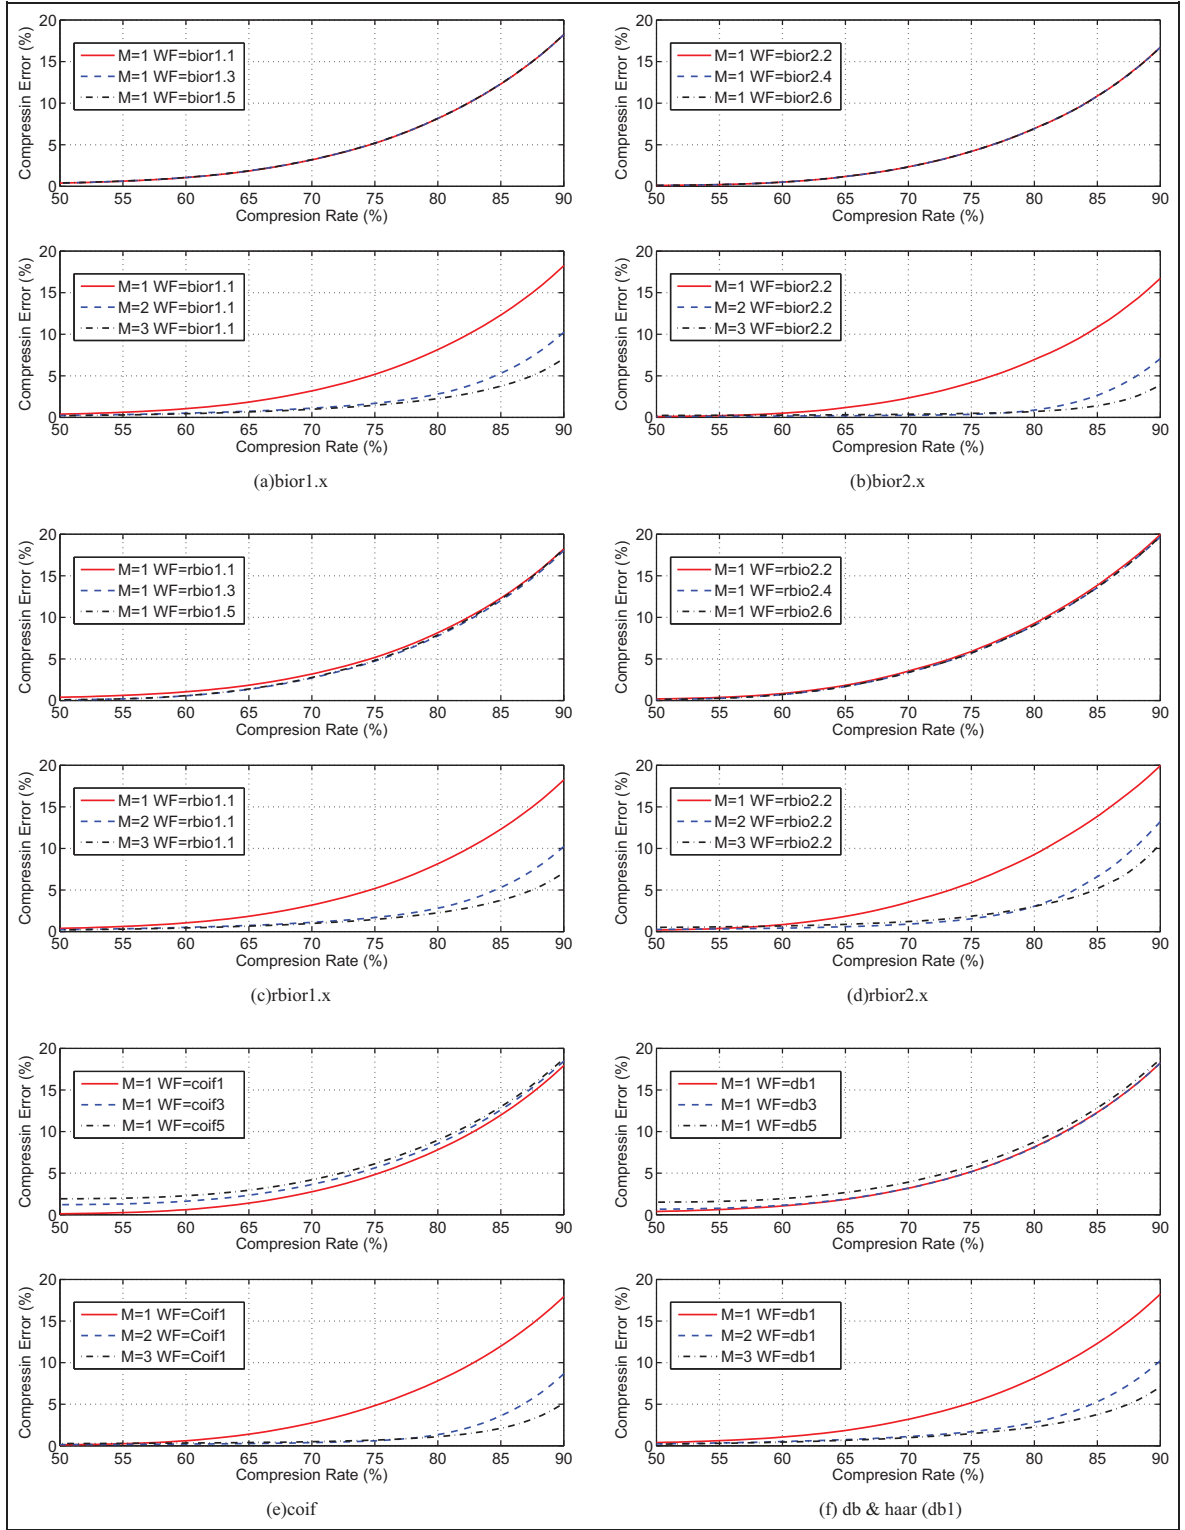 20
15
10
5
0
50 55 60 65 70 75 80 85 90
Compressin Error (%)
Compresion Rate (%)
M=1 WF=bior1.1
M=1 WF=bior1.3
M=1 WF=bior1.5
20
15
10
5
0
50 55 60 65 70 75 80 85 90
Compressin Error (%)
Compresion Rate (%)
M=1 WF=bior2.2
M=1 WF=bior2.4
M=1 WF=bior2.6
20
15
10
5
0
50 55 60 65 70 75 80 85 90
Compressin Error (%)
Compresion Rate (%)
M=1 WF=bior1.1
M=2 WF=bior1.1
M=3 WF=bior1.1
20
15
10
5
0
50 55 60 65 70 75 80 85 90
Compressin Error (%)
Compresion Rate (%)
M=1 WF=bior2.2
M=2 WF=bior2.2
M=3 WF=bior2.2
(a)bior1.x
(b)bior2.x
20
15
10
5
0
50 55 60 65 70 75 80 85 90
Compressin Error (%)
Compresion Rate (%)
M=1 WF=rbio1.1
M=1 WF=rbio1.3
M=1 WF=rbio1.5
20
15
10
5
0
50 55 60 65 70 75 80 85 90
Compressin Error (%)
Compresion Rate (%)
M=1 WF=rbio2.2
M=1 WF=rbio2.4
M=1 WF=rbio2.6
20
15
10
5
0
50 55 60 65 70 75 80 85 90
Compressin Error (%)
Compresion Rate (%)
M=1 WF=rbio1.1
M=2 WF=rbio1.1
M=3 WF=rbio1.1
20
15
10
5
0
50 55 60 65 70 75 80 85 90
Compressin Error (%)
Compresion Rate (%)
M=1 WF=rbio2.2
M=2 WF=rbio2.2
M=3 WF=rbio2.2
(c)rbior1.x
(d)rbior2.x
20
15
10
5
0
50 55 60 65 70 75 80 85 90
Compressin Error (%)
Compresion Rate (%)
M=1 WF=coif1
M=1 WF=coif3
M=1 WF=coif5
20
15
10
5
0
50 55 60 65 70 75 80 85 90
Compressin Error (%)
Compresion Rate (%)
M=1 WF=db1
M=1 WF=db3
M=1 WF=db5
20
15
10
5
0
50 55 60 65 70 75 80 85 90
Compressin Error (%)
Compresion Rate (%)
M=1 WF=Coif1
M=2 WF=Coif1
M=3 WF=Coif1
20
15
10
5
0
50 55 60 65 70 75 80 85 90
Compressin Error (%)
Compresion Rate (%)
M=1 WF=db1
M=2 WF=db1
M=3 WF=db1
(e)coif
(f) db & haar (db1)